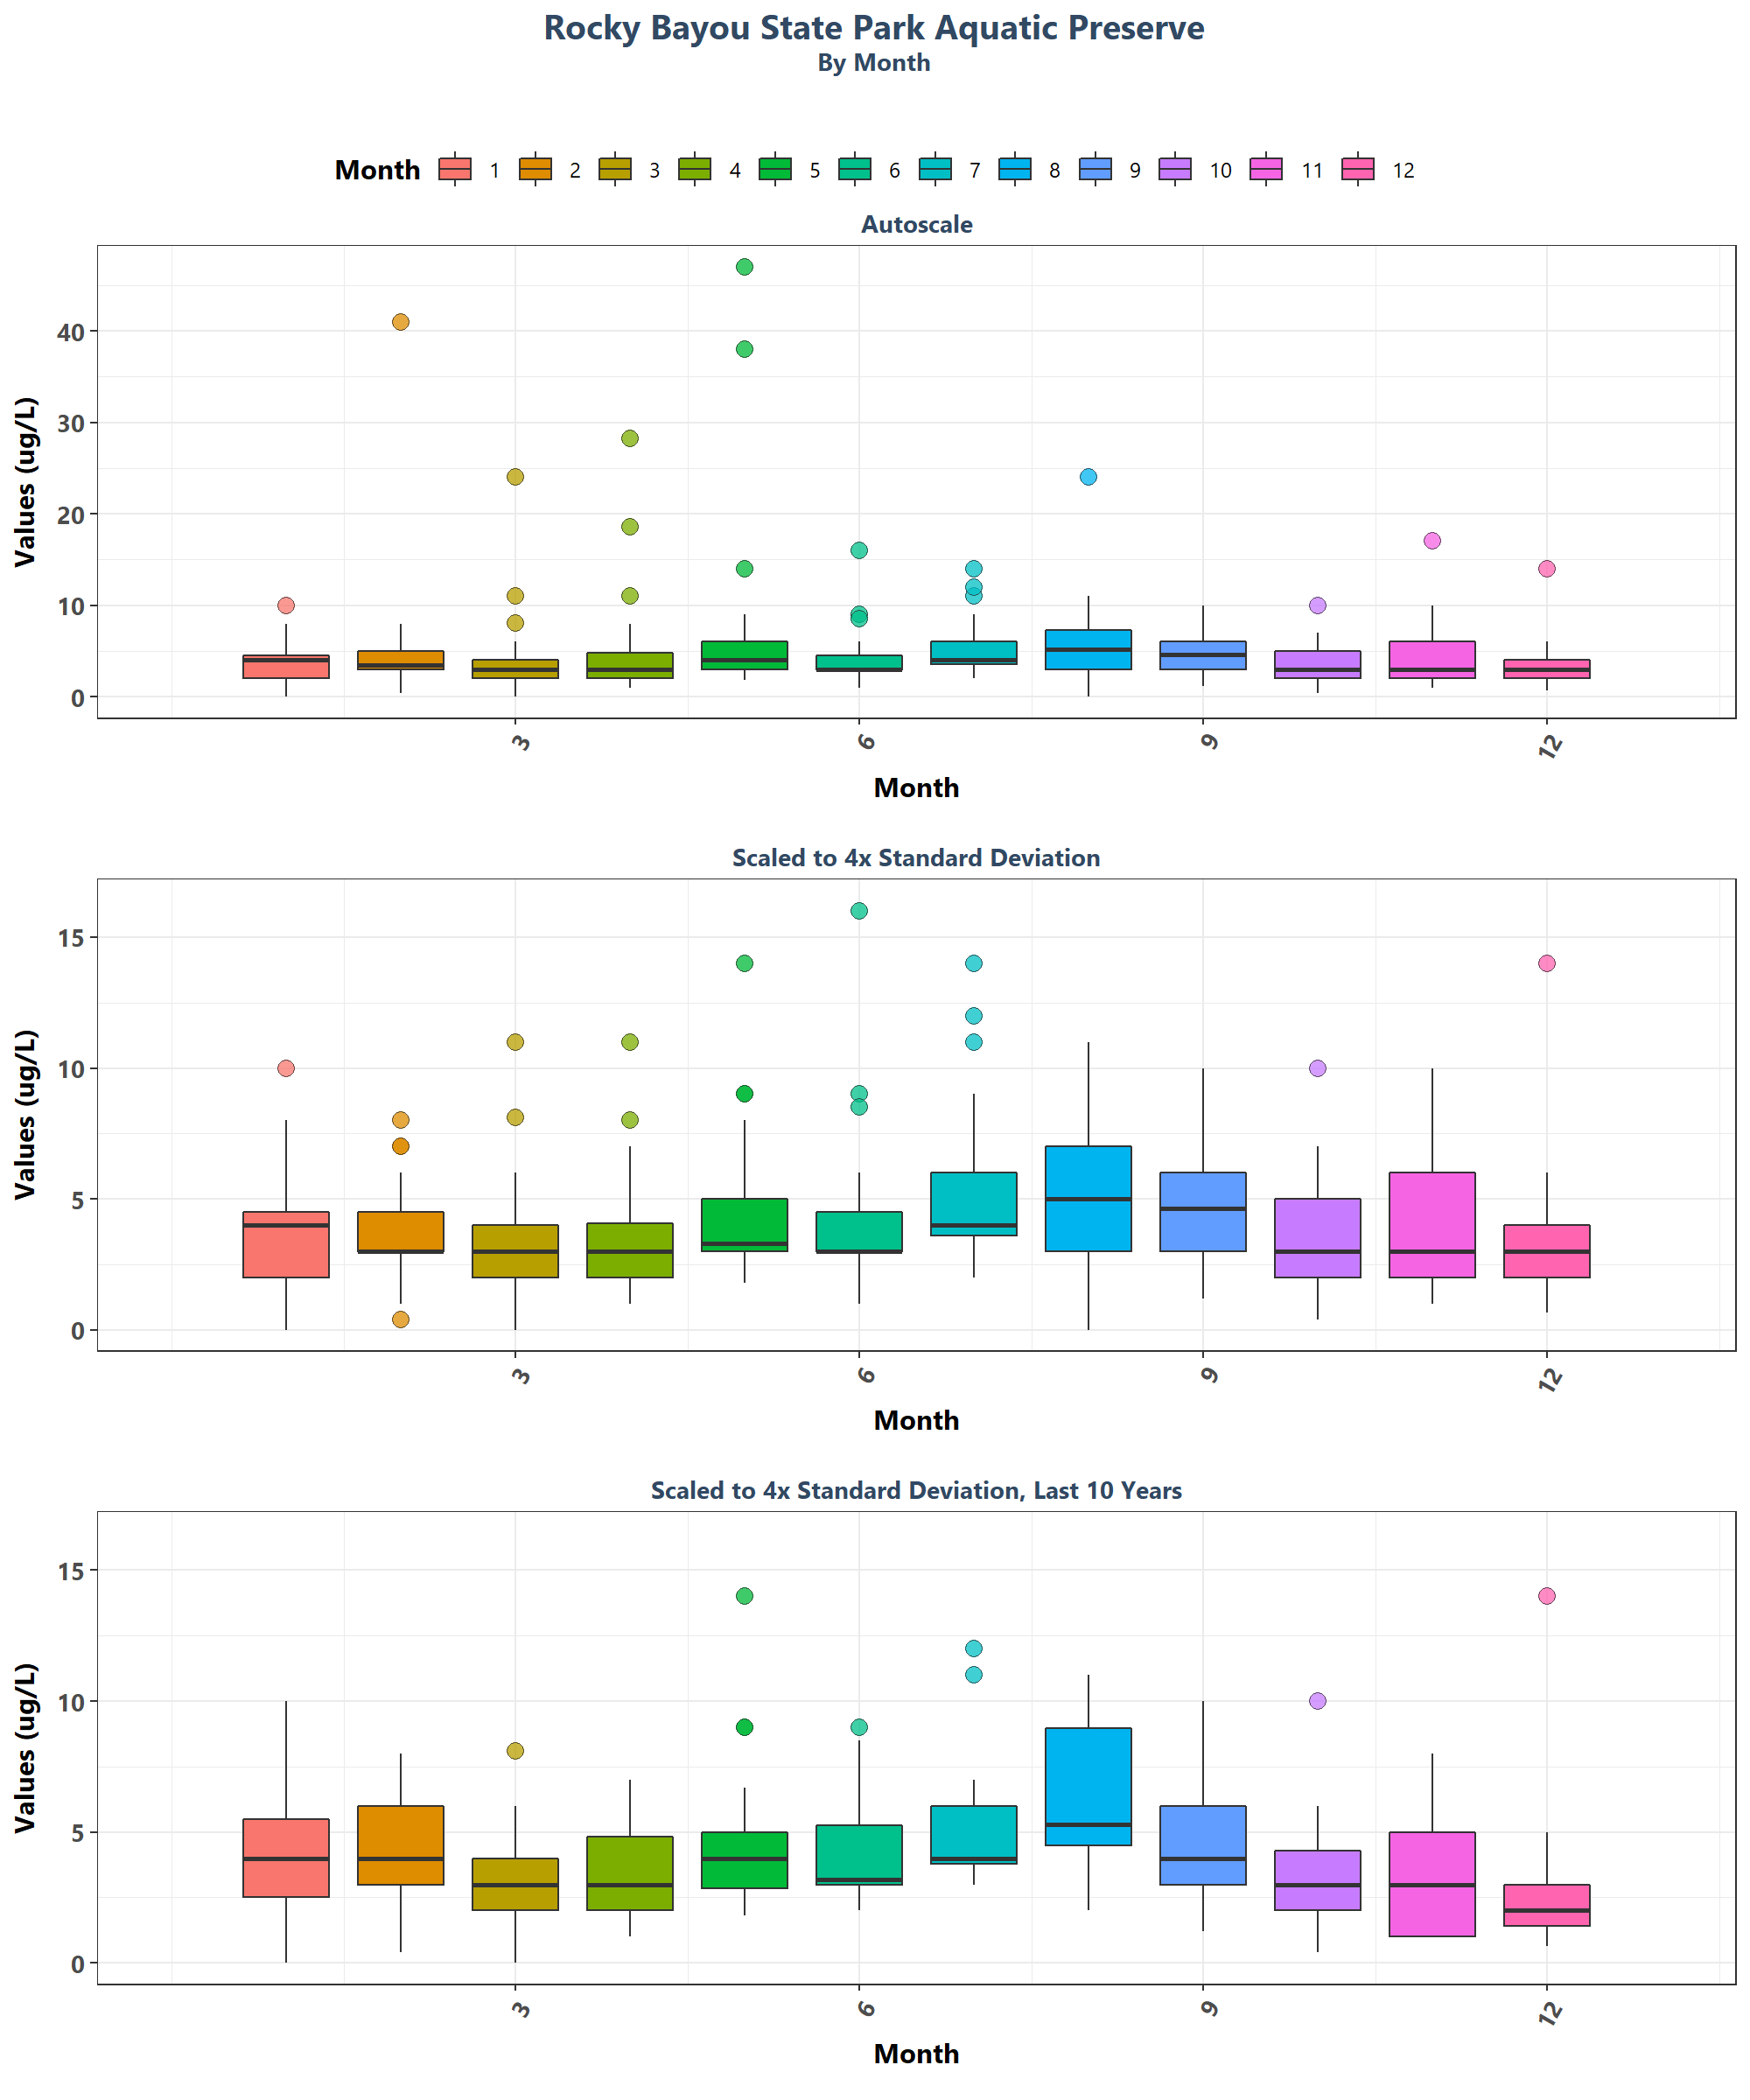 Rocky Bayou State Park Aquatic Preserve
By Month
Month 1 2 3 4 5 6 7 8 9 10 11 12
Autoscale
Values (ug/L)
40
30
20
10
0
3 6 9 12
Month
Scaled to 4x Standard Deviation
Values (ug/L)
15
10
5
0
3 6 9 12
Month
Scaled to 4x Standard Deviation, Last 10 Years
Values (ug/L)
15
10
5
0
3 6 9 12
Month